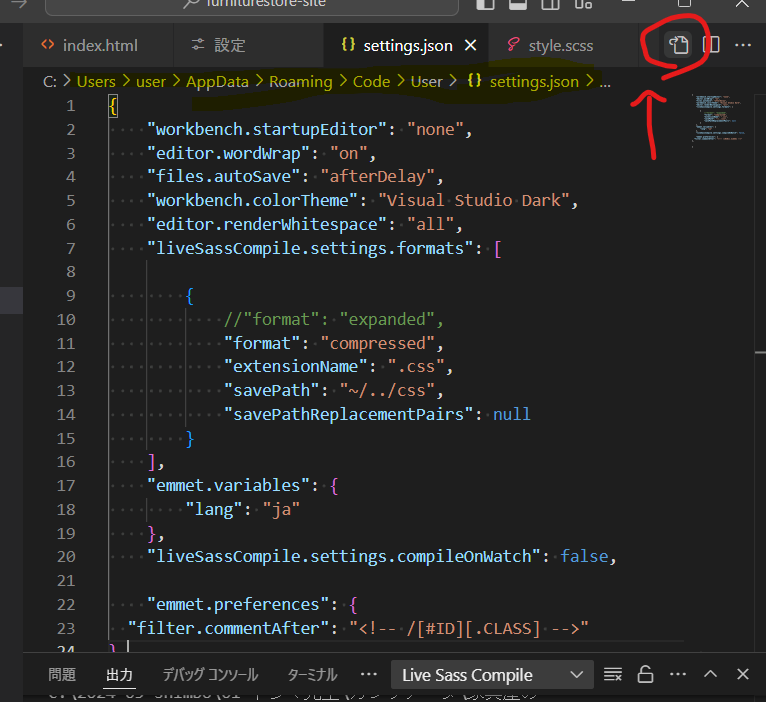 furniturestore-site
index.html
設定
settings.json
style.scss
C: > Users > user > AppData > Roaming > Code > User > {} settings.json > ...
1 {
2 "workbench.startupEditor": "none",
3 "editor.wordWrap": "on",
4 "files.autoSave": "afterDelay",
5 "workbench.colorTheme": "Visual Studio Dark",
6 "editor.renderWhitespace": "all",
7 "liveSassCompile.settings.formats": [
8
9 {
10 //"format": "expanded",
11 "format": "compressed",
12 "extensionName": ".css",
13 "savePath": "~/../css",
14 "savePathReplacementPairs": null
15 }
16 ],
17 "emmet.variables": {
18 "lang": "ja"
19 },
20 "liveSassCompile.settings.compileOnWatch": false,
21
22 "emmet.preferences": {
23 "filter.commentAfter": "<!-- /[#ID][.CLASS] -->"
24 }
問題 出力 デバッグ コンソール ターミナル ··· Live Sass Compile